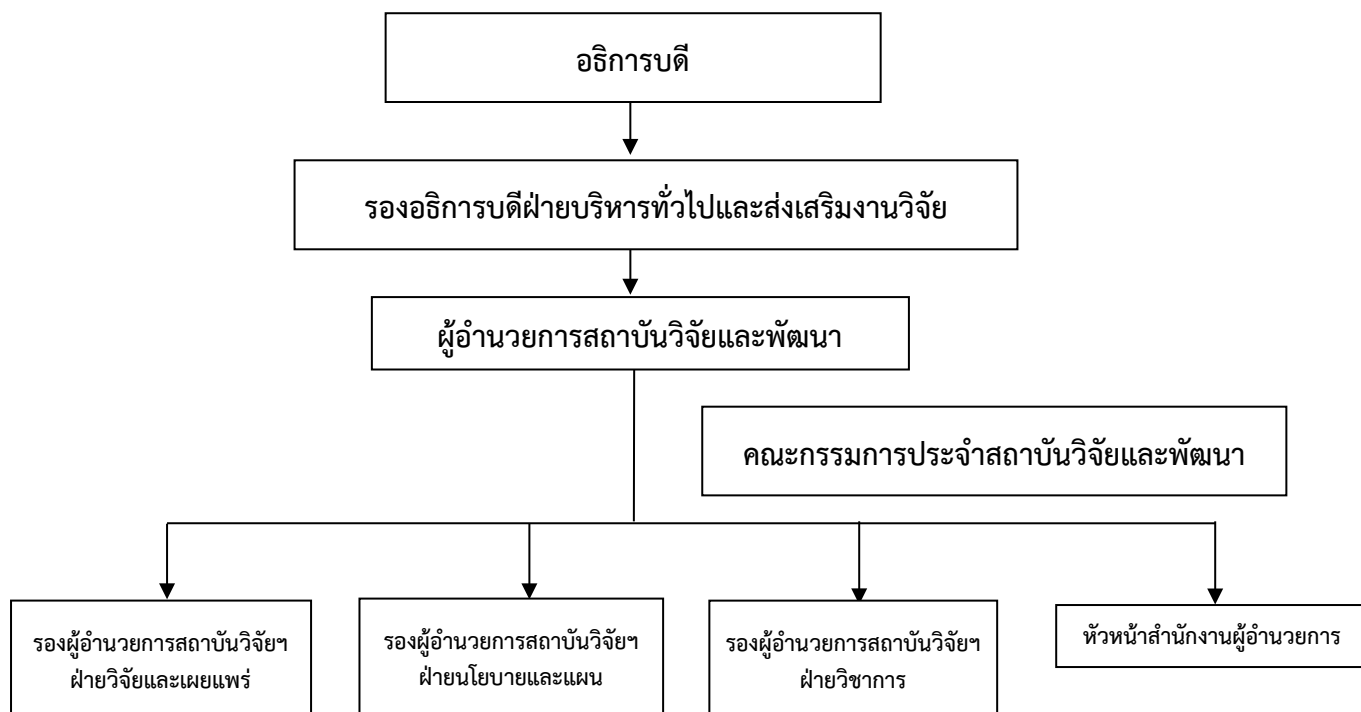 อธิการบดี
รองอธิการบดีฝ่ายบริหารทั่วไปและส่งเสริมงานวิจัย
ผู้อำนวยการสถาบันวิจัยและพัฒนา
คณะกรรมการประจำสถาบันวิจัยและพัฒนา
รองผู้อำนวยการสถาบันวิจัยฯ
ฝ่ายวิจัยและเผยแพร่
รองผู้อำนวยการสถาบันวิจัยฯ
ฝ่ายนโยบายและแผน
รองผู้อำนวยการสถาบันวิจัยฯ
ฝ่ายวิชาการ
หัวหน้าสำนักงานผู้อำนวยการ